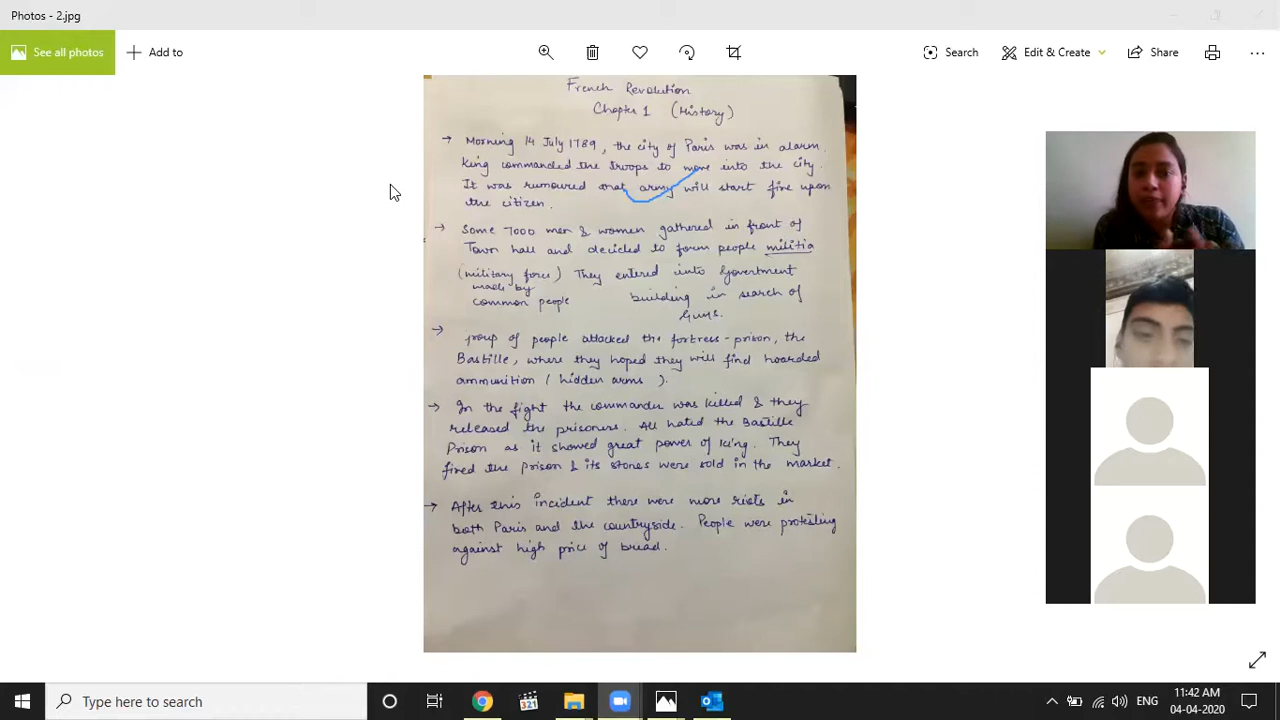 Photos - 2.jpg
See all photos
Add to
Search
Edit & Create
Share
French Revolution
Chapter 1 (History)
→ Morning 14 July 1789, the city of Paris was in alarm.
King commanded the troops to move into the city.
It was rumoured that army will start fire upon
the citizen.
→ Some 7000 men & women gathered in front of
Town hall and decided to form people militia
(military force) They entered into Government
made by
common people building in search of
Guns.
→ group of people attacked the fortress-prison, the
Bastille, where they hoped they will find hoarded
ammunition ( hidden arms ).
→ In the fight the commander was killed & they
released the prisoners. All hated the Bastille
Prison as it showed great power of king. They
fired the prison & its stones were sold in the market.
→ After this incident there were more riots in
both Paris and the countryside. People were protesting
against high price of bread.
Type here to search
321
ENG
11:42 AM
04-04-2020